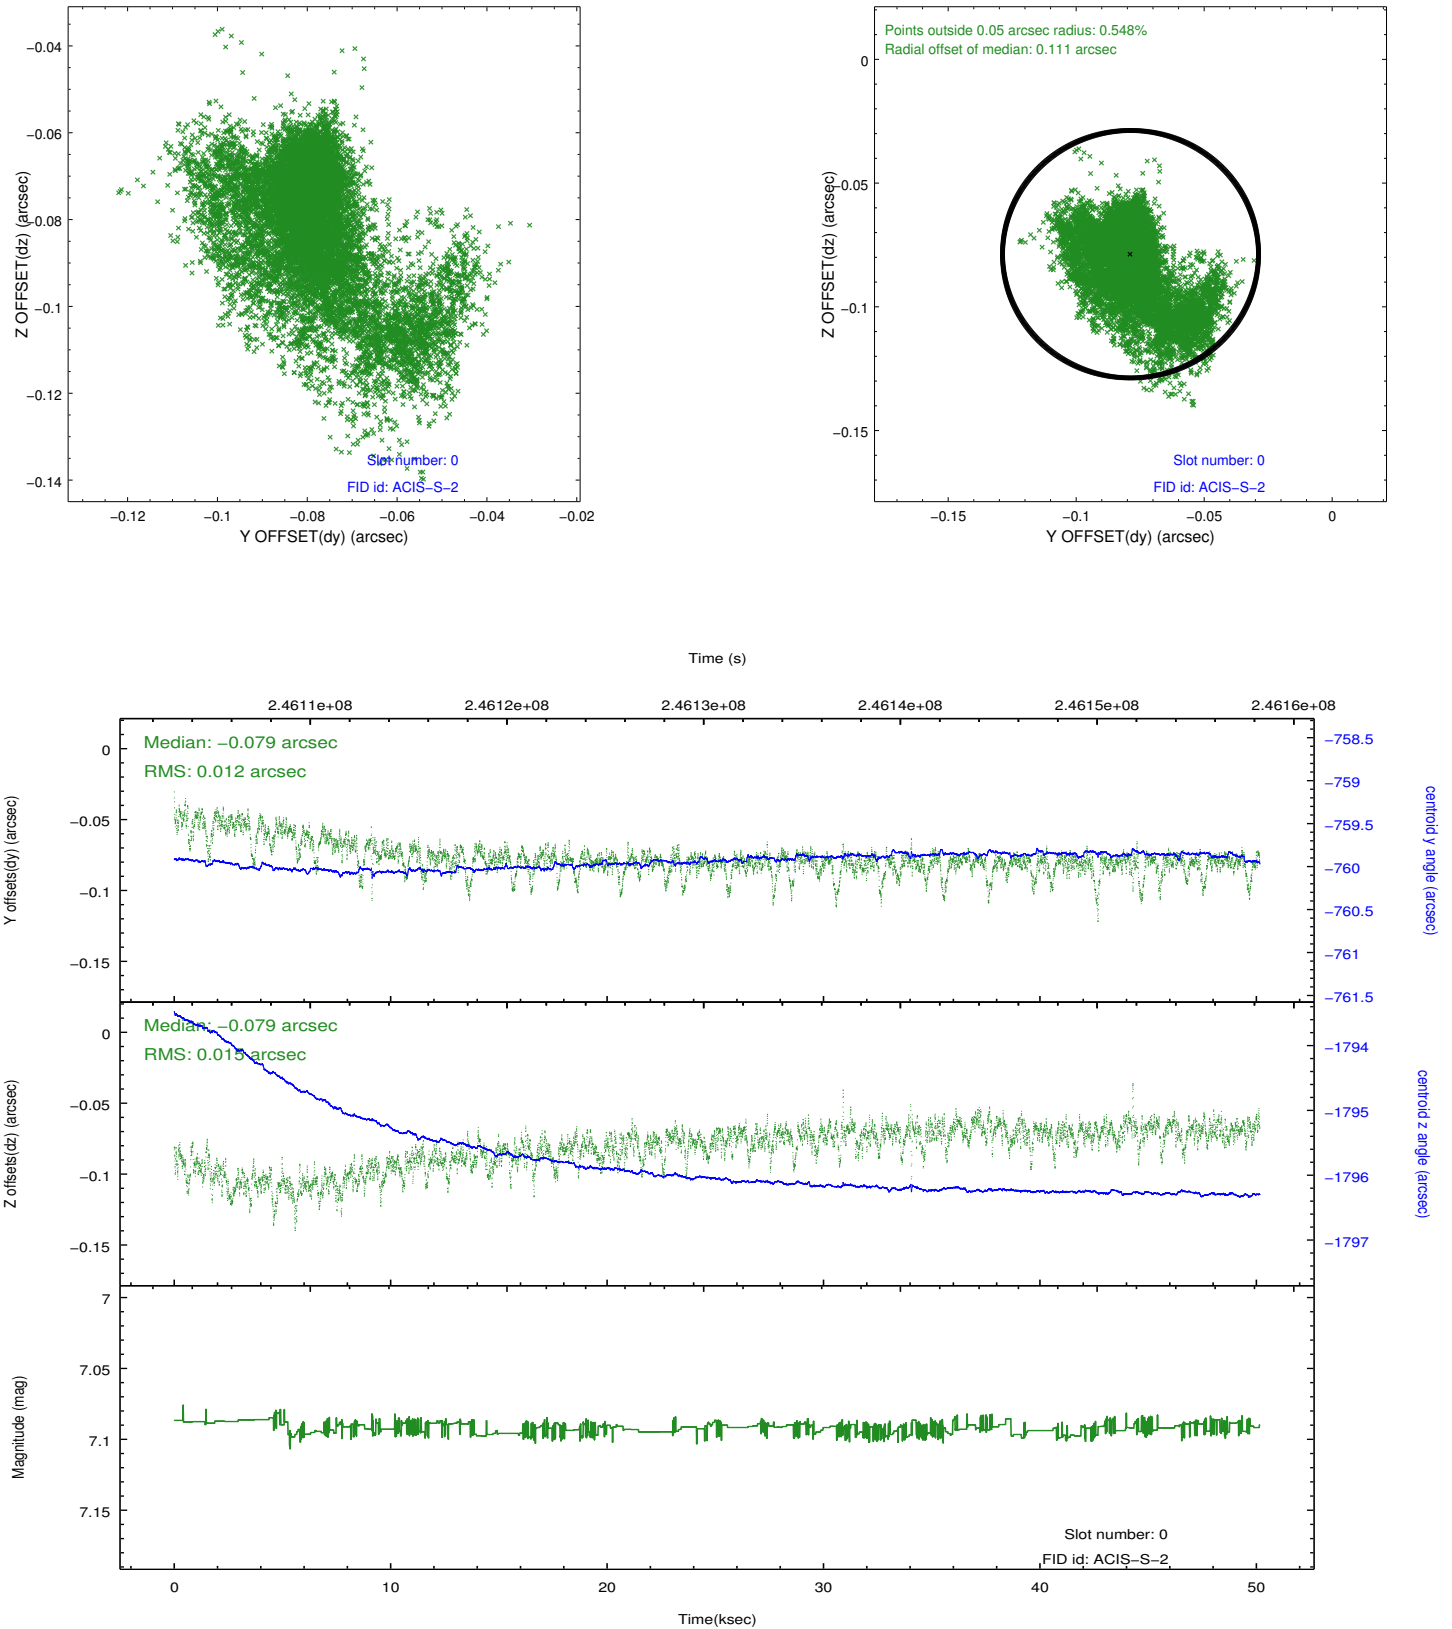 −0.04
−0.06
−0.08
−0.1
−0.12
−0.14
Z OFFSET(dz) (arcsec)
Slot number: 0
FID id: ACIS−S−2
−0.12
−0.1
−0.08
−0.06
−0.04
−0.02
Y OFFSET(dy) (arcsec)
Points outside 0.05 arcsec radius: 0.548%
Radial offset of median: 0.111 arcsec
0
−0.05
−0.1
−0.15
Z OFFSET(dz) (arcsec)
Slot number: 0
FID id: ACIS−S−2
−0.15
−0.1
−0.05
0
Y OFFSET(dy) (arcsec)
Time (s)
2.4611e+08
2.4612e+08
2.4613e+08
2.4614e+08
2.4615e+08
2.4616e+08
Median: −0.079 arcsec
RMS: 0.012 arcsec
0
−0.05
−0.1
−0.15
Y offsets(dy) (arcsec)
−758.5
−759
−759.5
−760
−760.5
−761
−761.5
centroid y angle (arcsec)
Median: −0.079 arcsec
RMS: 0.015 arcsec
0
−0.05
−0.1
−0.15
Z offsets(dz) (arcsec)
−1794
−1795
−1796
−1797
centroid z angle (arcsec)
7
7.05
7.1
7.15
Magnitude (mag)
Slot number: 0
FID id: ACIS−S−2
0
10
20
30
40
50
Time(ksec)